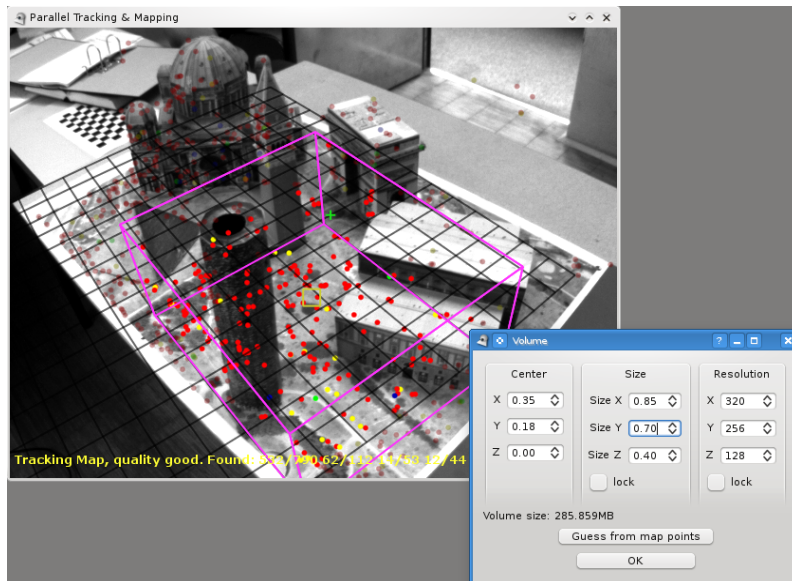 Parallel Tracking & Mapping
Tracking Map, quality good. Found:
Volume
Center
Size
Resolution
X 0.35
Size X 0.85
X 320
Y 0.18
Size Y 0.70
Y 256
Z 0.00
Size Z 0.40
Z 128
lock
lock
Volume size: 285.859MB
Guess from map points
OK